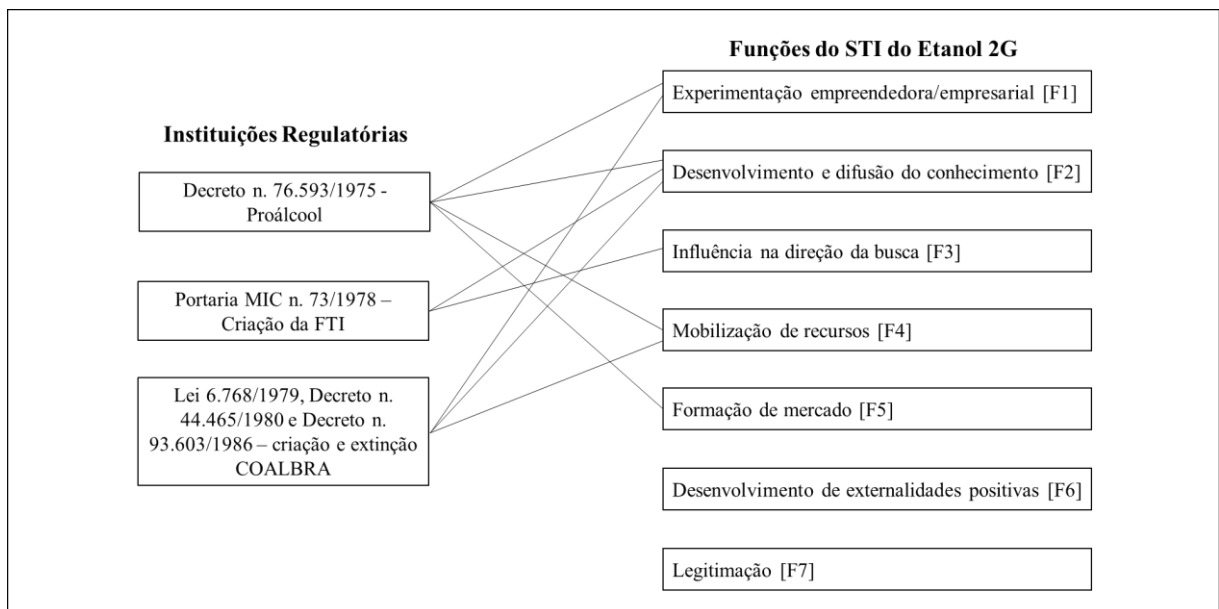 Instituições Regulatórias
Decreto n. 76.593/1975 -
Proálcool
Portaria MIC n. 73/1978 –
Criação da FTI
Lei 6.768/1979, Decreto n.
44.465/1980 e Decreto n.
93.603/1986 – criação e extinção
COALBRA
Funções do STI do Etanol 2G
Experimentação empreendedora/empresarial [F1]
Desenvolvimento e difusão do conhecimento [F2]
Influência na direção da busca [F3]
Mobilização de recursos [F4]
Formação de mercado [F5]
Desenvolvimento de externalidades positivas [F6]
Legitimação [F7]